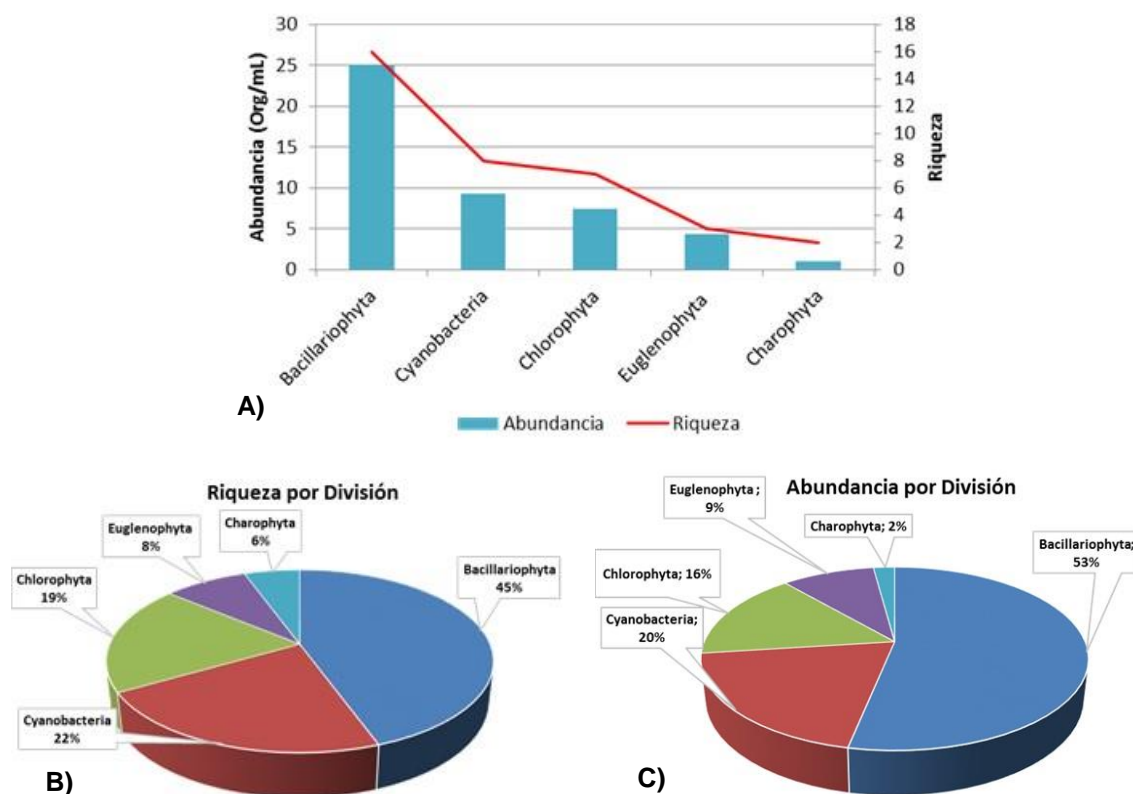 Abundancia (Org/mL)
30
25
20
15
10
5
0
18
16
14
12
10
8
6
4
2
0
Riqueza
Bacillariophyta
Cyanobacteria
Chlorophyta
Euglenophyta
Charophyta
A)
Abundancia
Riqueza
Riqueza por División
Euglenophyta
8%
Charophyta
6%
Chlorophyta
19%
Bacillariophyta
45%
Cyanobacteria
22%
B)
Abundancia por División
Euglenophyta ;
9%
Charophyta; 2%
Bacillariophyta;
53%
Chlorophyta; 16%
Cyanobacteria;
20%
C)